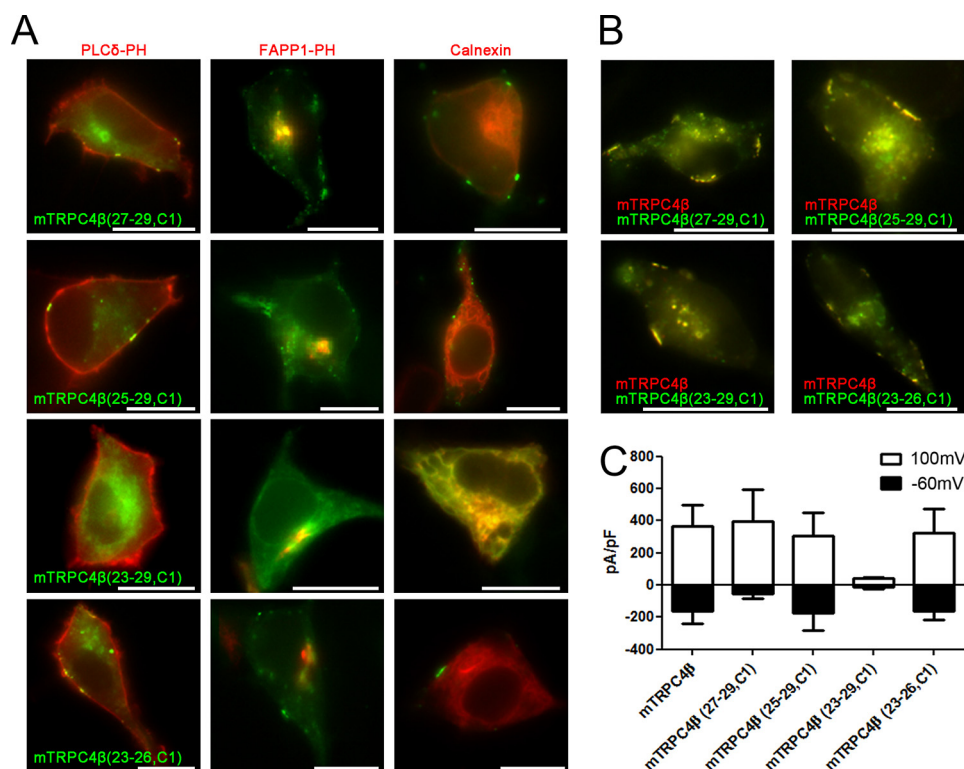 A
PLCδ-PH
FAPP1-PH
Calnexin
mTRPC4β(27-29,C1)
mTRPC4β(25-29,C1)
mTRPC4β(23-29,C1)
mTRPC4β(23-26,C1)
B
mTRPC4β
mTRPC4β(27-29,C1)
mTRPC4β
mTRPC4β(25-29,C1)
mTRPC4β
mTRPC4β(23-29,C1)
mTRPC4β
mTRPC4β(23-26,C1)
C
100mV
-60mV
pA/pF
800
600
400
200
0
-200
-400
mTRPC4β
mTRPC4β (27-29,C1)
mTRPC4β (25-29,C1)
mTRPC4β (23-29,C1)
mTRPC4β (23-26,C1)